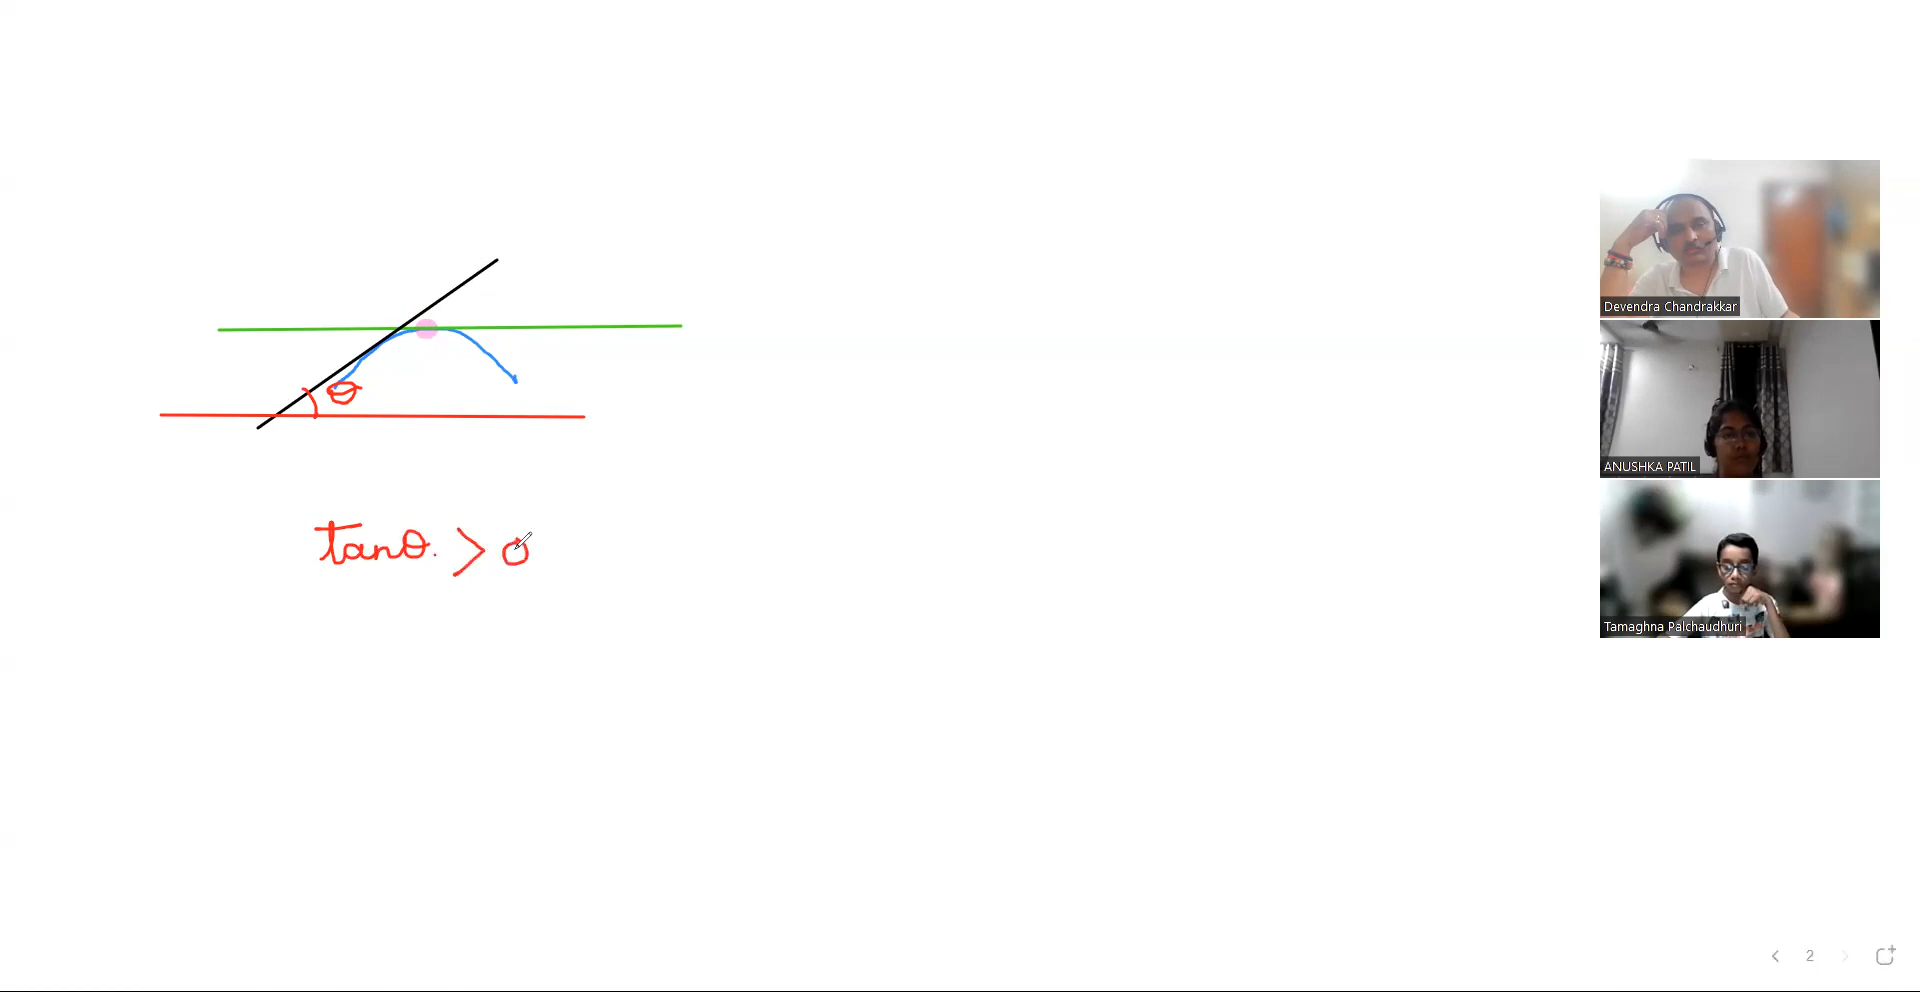 θ
tanθ. > 0
Devendra Chandrakkar
ANUSHKA PATIL
Tamaghna Palchaudhuri
2